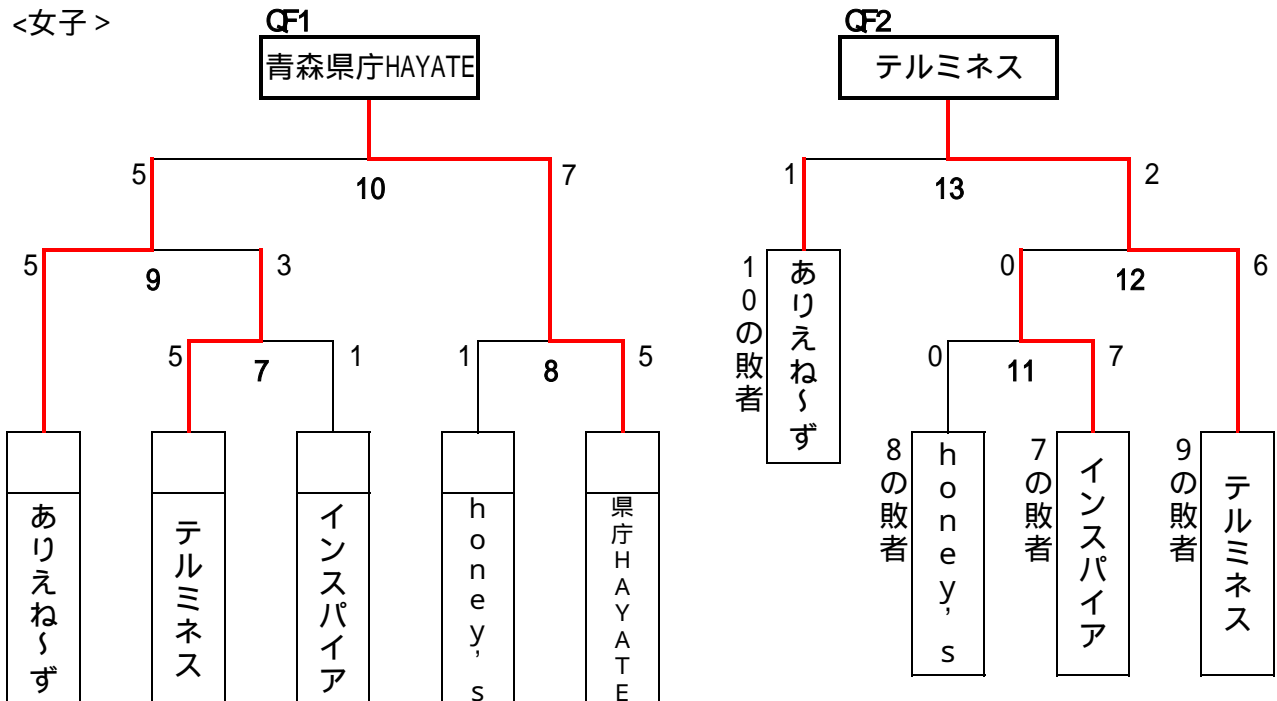 <女子>
QF1
QF2
青森県庁HAYATE
テルミネス
5
10
7
1
13
2
5
9
3
0
12
6
10の敗者
ありえね～ず
5
7
1
1
8
5
0
11
7
8の敗者
honey's
7の敗者
インスパイア
9の敗者
テルミネス
ありえね～ず
テルミネス
インスパイア
honey's
県庁HAYATE